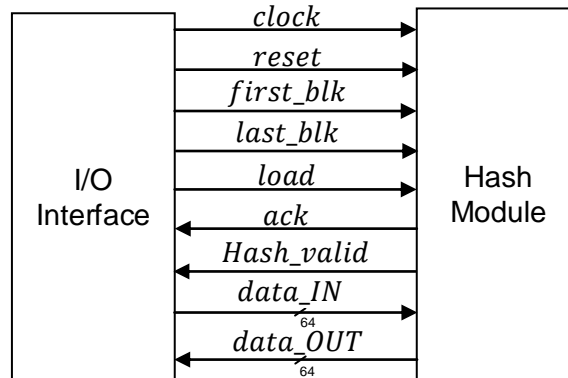 clock
reset
first_blk
last_blk
load
ack
Hash_valid
data_IN
64
data_OUT
64
I/O
Interface
Hash
Module